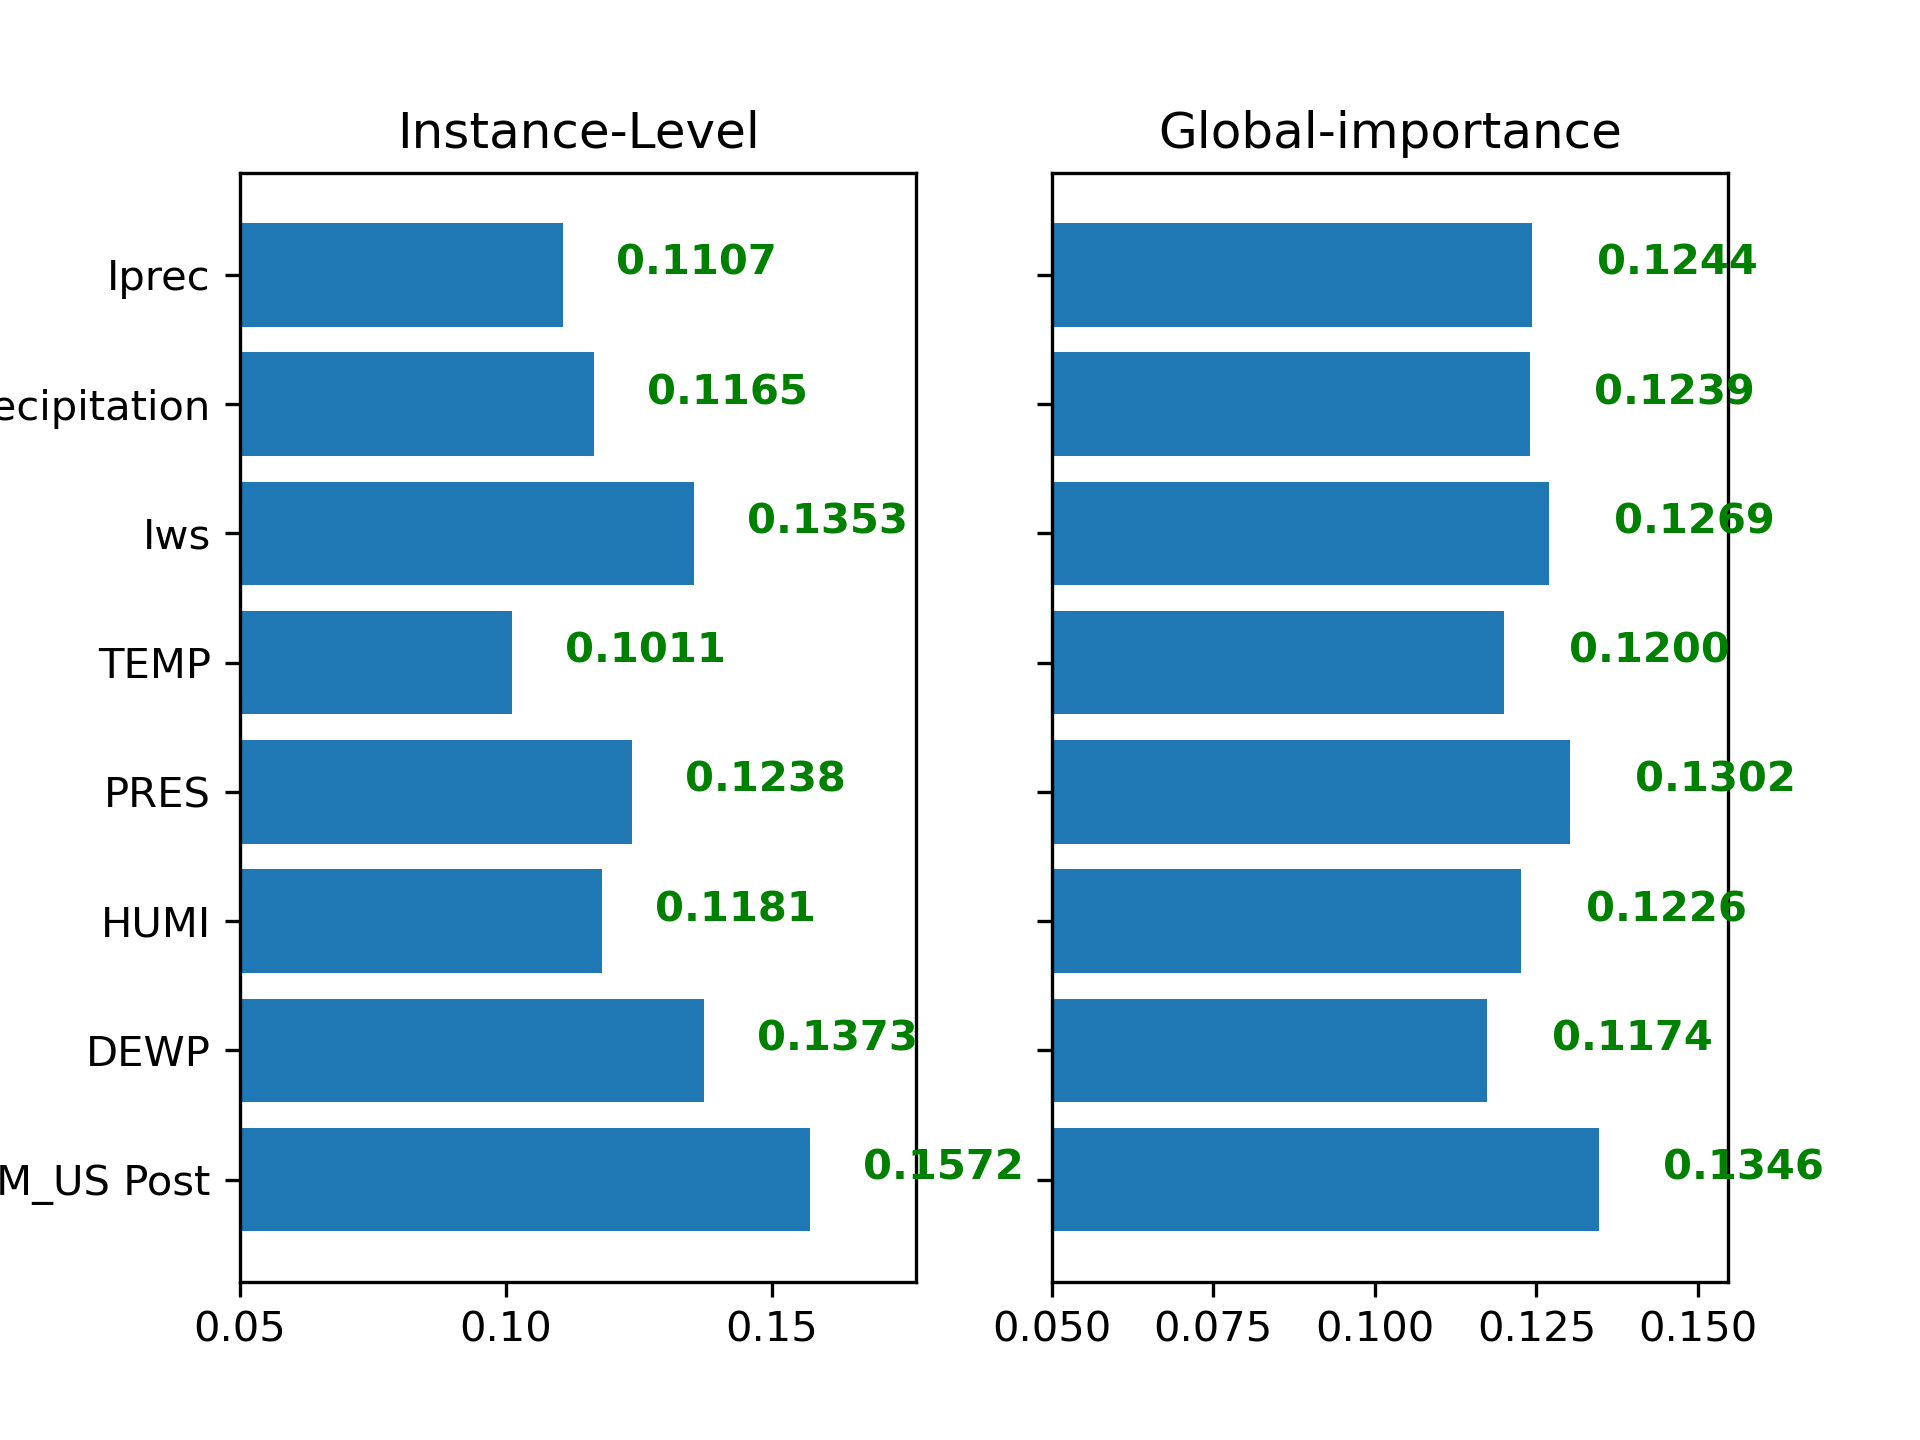 Instance-Level
Iprec
ecipitation
Iws
TEMP
PRES
HUMI
DEWP
M_US Post
0.1107
0.1165
0.1353
0.1011
0.1238
0.1181
0.1373
0.1572
0.05 0.10 0.15
Global-importance
0.1244
0.1239
0.1269
0.1200
0.1302
0.1226
0.1174
0.1346
0.050 0.075 0.100 0.125 0.150